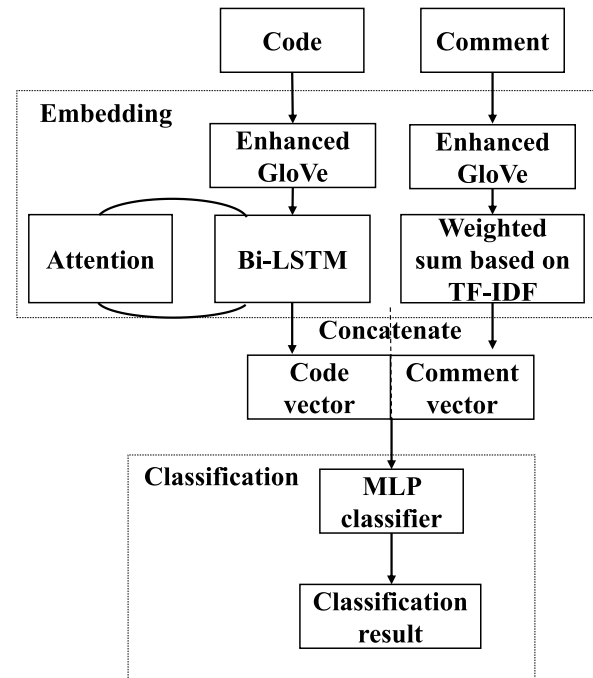 Code
Comment
Embedding
Enhanced
GloVe
Enhanced
GloVe
Attention
Bi-LSTM
Weighted
sum based on
TF-IDF
Concatenate
Code
vector
Comment
vector
Classification
MLP
classifier
Classification
result